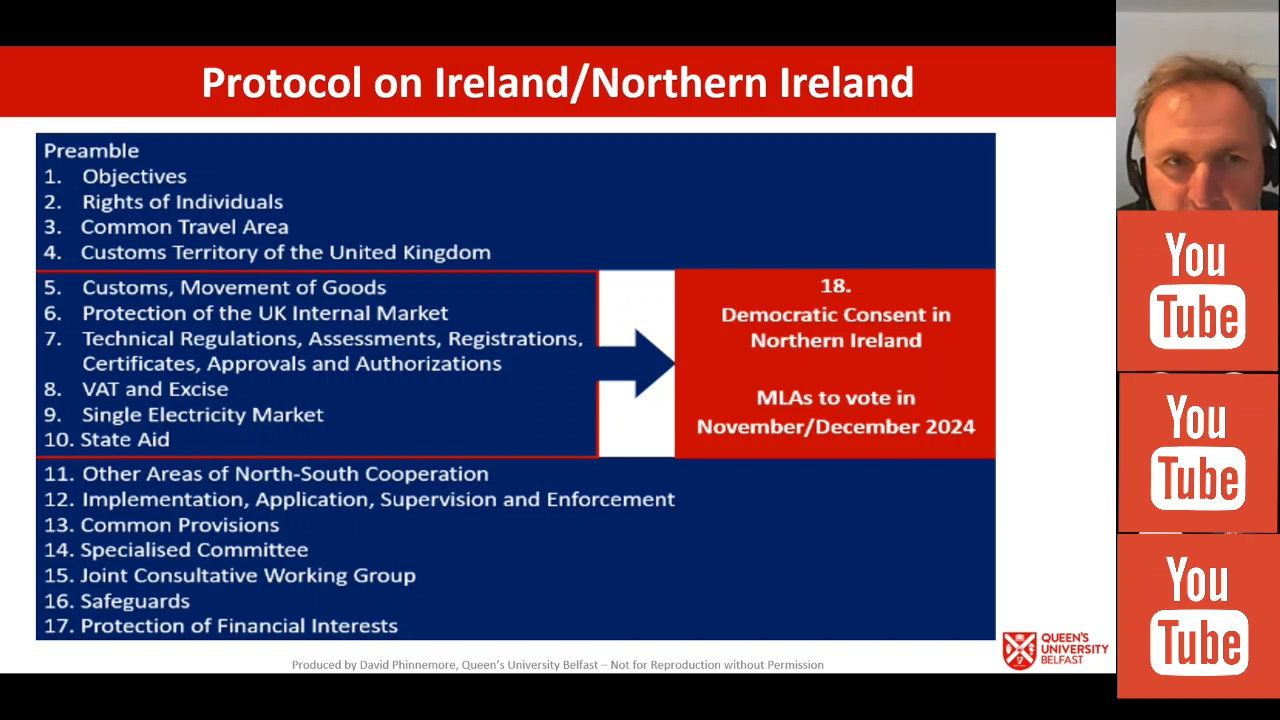 Protocol on Ireland/Northern Ireland
Preamble
1. Objectives
2. Rights of Individuals
3. Common Travel Area
4. Customs Territory of the United Kingdom
5. Customs, Movement of Goods
6. Protection of the UK Internal Market
7. Technical Regulations, Assessments, Registrations,
Certificates, Approvals and Authorizations
8. VAT and Excise
9. Single Electricity Market
10. State Aid
18.
Democratic Consent in
Northern Ireland
MLAs to vote in
November/December 2024
11. Other Areas of North-South Cooperation
12. Implementation, Application, Supervision and Enforcement
13. Common Provisions
14. Specialised Committee
15. Joint Consultative Working Group
16. Safeguards
17. Protection of Financial Interests
Produced by David Phinnemore, Queen's University Belfast – Not for Reproduction without Permission
QUEEN'S
UNIVERSITY
BELFAST
You
Tube
You
Tube
You
Tube